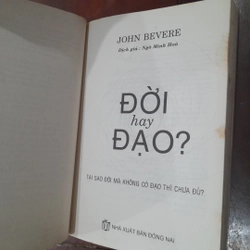 JOHN BEVERE
Dịch giả : Ngô Minh Hoà
ĐỜI
hay
ĐẠO?
TẠI SAO ĐỜI MÀ KHÔNG CÓ ĐẠO THÌ CHƯA ĐỦ?
NHÀ XUẤT BẢN ĐỒNG NAI